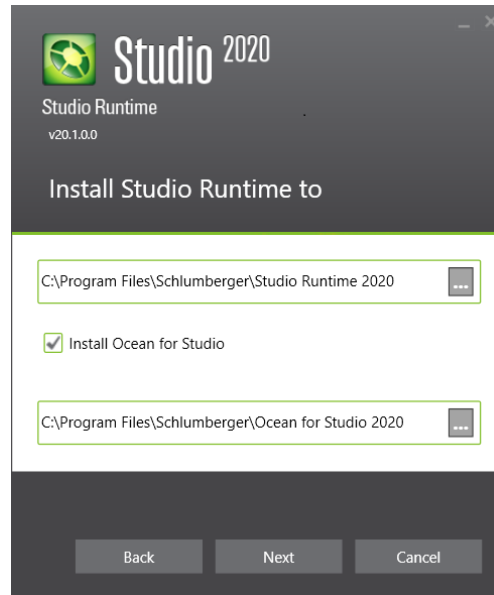 Studio 2020
Studio Runtime
v20.1.0.0
Install Studio Runtime to
C:\Program Files\Schlumberger\Studio Runtime 2020
...
Install Ocean for Studio
C:\Program Files\Schlumberger\Ocean for Studio 2020
...
Back Next Cancel